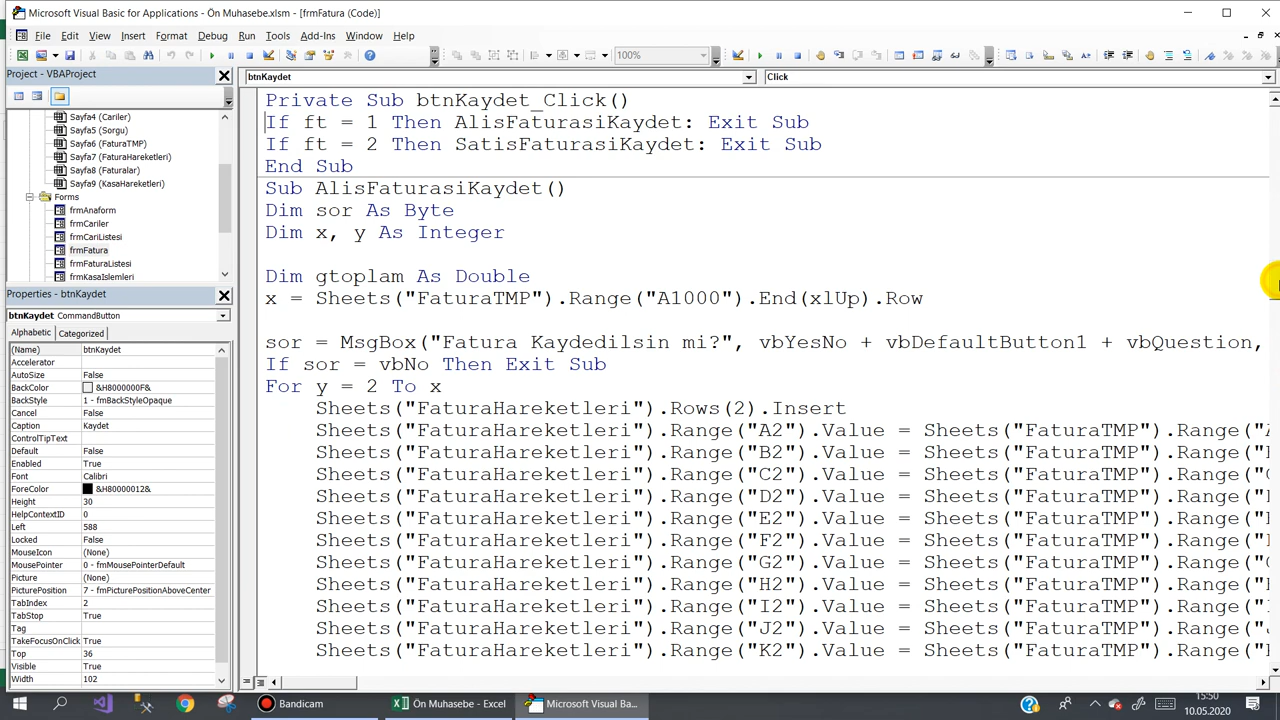 Microsoft Visual Basic for Applications - Ön Muhasebe.xlsm - [frmFatura (Code)]
File Edit View Insert Format Debug Run Tools Add-Ins Window Help
100%
Project - VBAProject
btnKaydet
Click
Sayfa4 (Cariler)
Sayfa5 (Sorgu)
Sayfa6 (FaturaTMP)
Sayfa7 (FaturaHareketleri)
Sayfa8 (Faturalar)
Sayfa9 (KasaHareketleri)
Forms
frmAnaform
frmCariler
frmCariListesi
frmFatura
frmFaturaListesi
frmKasaIslemleri
Properties - btnKaydet
btnKaydet CommandButton
Alphabetic Categorized
(Name) btnKaydet
Accelerator
AutoSize False
BackColor &H8000000F&
BackStyle 1 - fmBackStyleOpaque
Cancel False
Caption Kaydet
ControlTipText
Default False
Enabled True
Font Calibri
ForeColor &H80000012&
Height 30
HelpContextID 0
Left 588
Locked False
MouseIcon (None)
MousePointer 0 - fmMousePointerDefault
Picture (None)
PicturePosition 7 - fmPicturePositionAboveCenter
TabIndex 2
TabStop True
Tag
TakeFocusOnClick True
Top 36
Visible True
Width 102
Private Sub btnKaydet_Click()
If ft = 1 Then AlisFaturasiKaydet: Exit Sub
If ft = 2 Then SatisFaturasiKaydet: Exit Sub
End Sub
Sub AlisFaturasiKaydet()
Dim sor As Byte
Dim x, y As Integer
Dim gtoplam As Double
x = Sheets("FaturaTMP").Range("A1000").End(xlUp).Row
sor = MsgBox("Fatura Kaydedilsin mi?", vbYesNo + vbDefaultButton1 + vbQuestion,
If sor = vbNo Then Exit Sub
For y = 2 To x
Sheets("FaturaHareketleri").Rows(2).Insert
Sheets("FaturaHareketleri").Range("A2").Value = Sheets("FaturaTMP").Range("
Sheets("FaturaHareketleri").Range("B2").Value = Sheets("FaturaTMP").Range("
Sheets("FaturaHareketleri").Range("C2").Value = Sheets("FaturaTMP").Range("
Sheets("FaturaHareketleri").Range("D2").Value = Sheets("FaturaTMP").Range("
Sheets("FaturaHareketleri").Range("E2").Value = Sheets("FaturaTMP").Range("
Sheets("FaturaHareketleri").Range("F2").Value = Sheets("FaturaTMP").Range("
Sheets("FaturaHareketleri").Range("G2").Value = Sheets("FaturaTMP").Range("
Sheets("FaturaHareketleri").Range("H2").Value = Sheets("FaturaTMP").Range("
Sheets("FaturaHareketleri").Range("I2").Value = Sheets("FaturaTMP").Range("
Sheets("FaturaHareketleri").Range("J2").Value = Sheets("FaturaTMP").Range("
Sheets("FaturaHareketleri").Range("K2").Value = Sheets("FaturaTMP").Range("
Bandicam
Ön Muhasebe - Excel
Microsoft Visual Ba...
15:50
10.05.2020